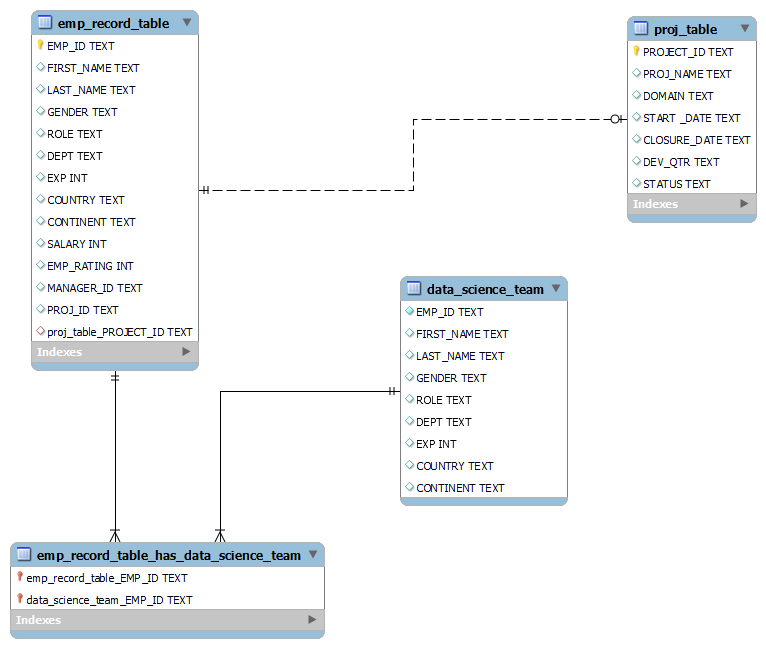 emp_record_table
EMP_ID TEXT
FIRST_NAME TEXT
LAST_NAME TEXT
GENDER TEXT
ROLE TEXT
DEPT TEXT
EXP INT
COUNTRY TEXT
CONTINENT TEXT
SALARY INT
EMP_RATING INT
MANAGER_ID TEXT
PROJ_ID TEXT
proj_table_PROJECT_ID TEXT
Indexes
proj_table
PROJECT_ID TEXT
PROJ_NAME TEXT
DOMAIN TEXT
START _DATE TEXT
CLOSURE_DATE TEXT
DEV_QTR TEXT
STATUS TEXT
Indexes
data_science_team
EMP_ID TEXT
FIRST_NAME TEXT
LAST_NAME TEXT
GENDER TEXT
ROLE TEXT
DEPT TEXT
EXP INT
COUNTRY TEXT
CONTINENT TEXT
emp_record_table_has_data_science_team
emp_record_table_EMP_ID TEXT
data_science_team_EMP_ID TEXT
Indexes